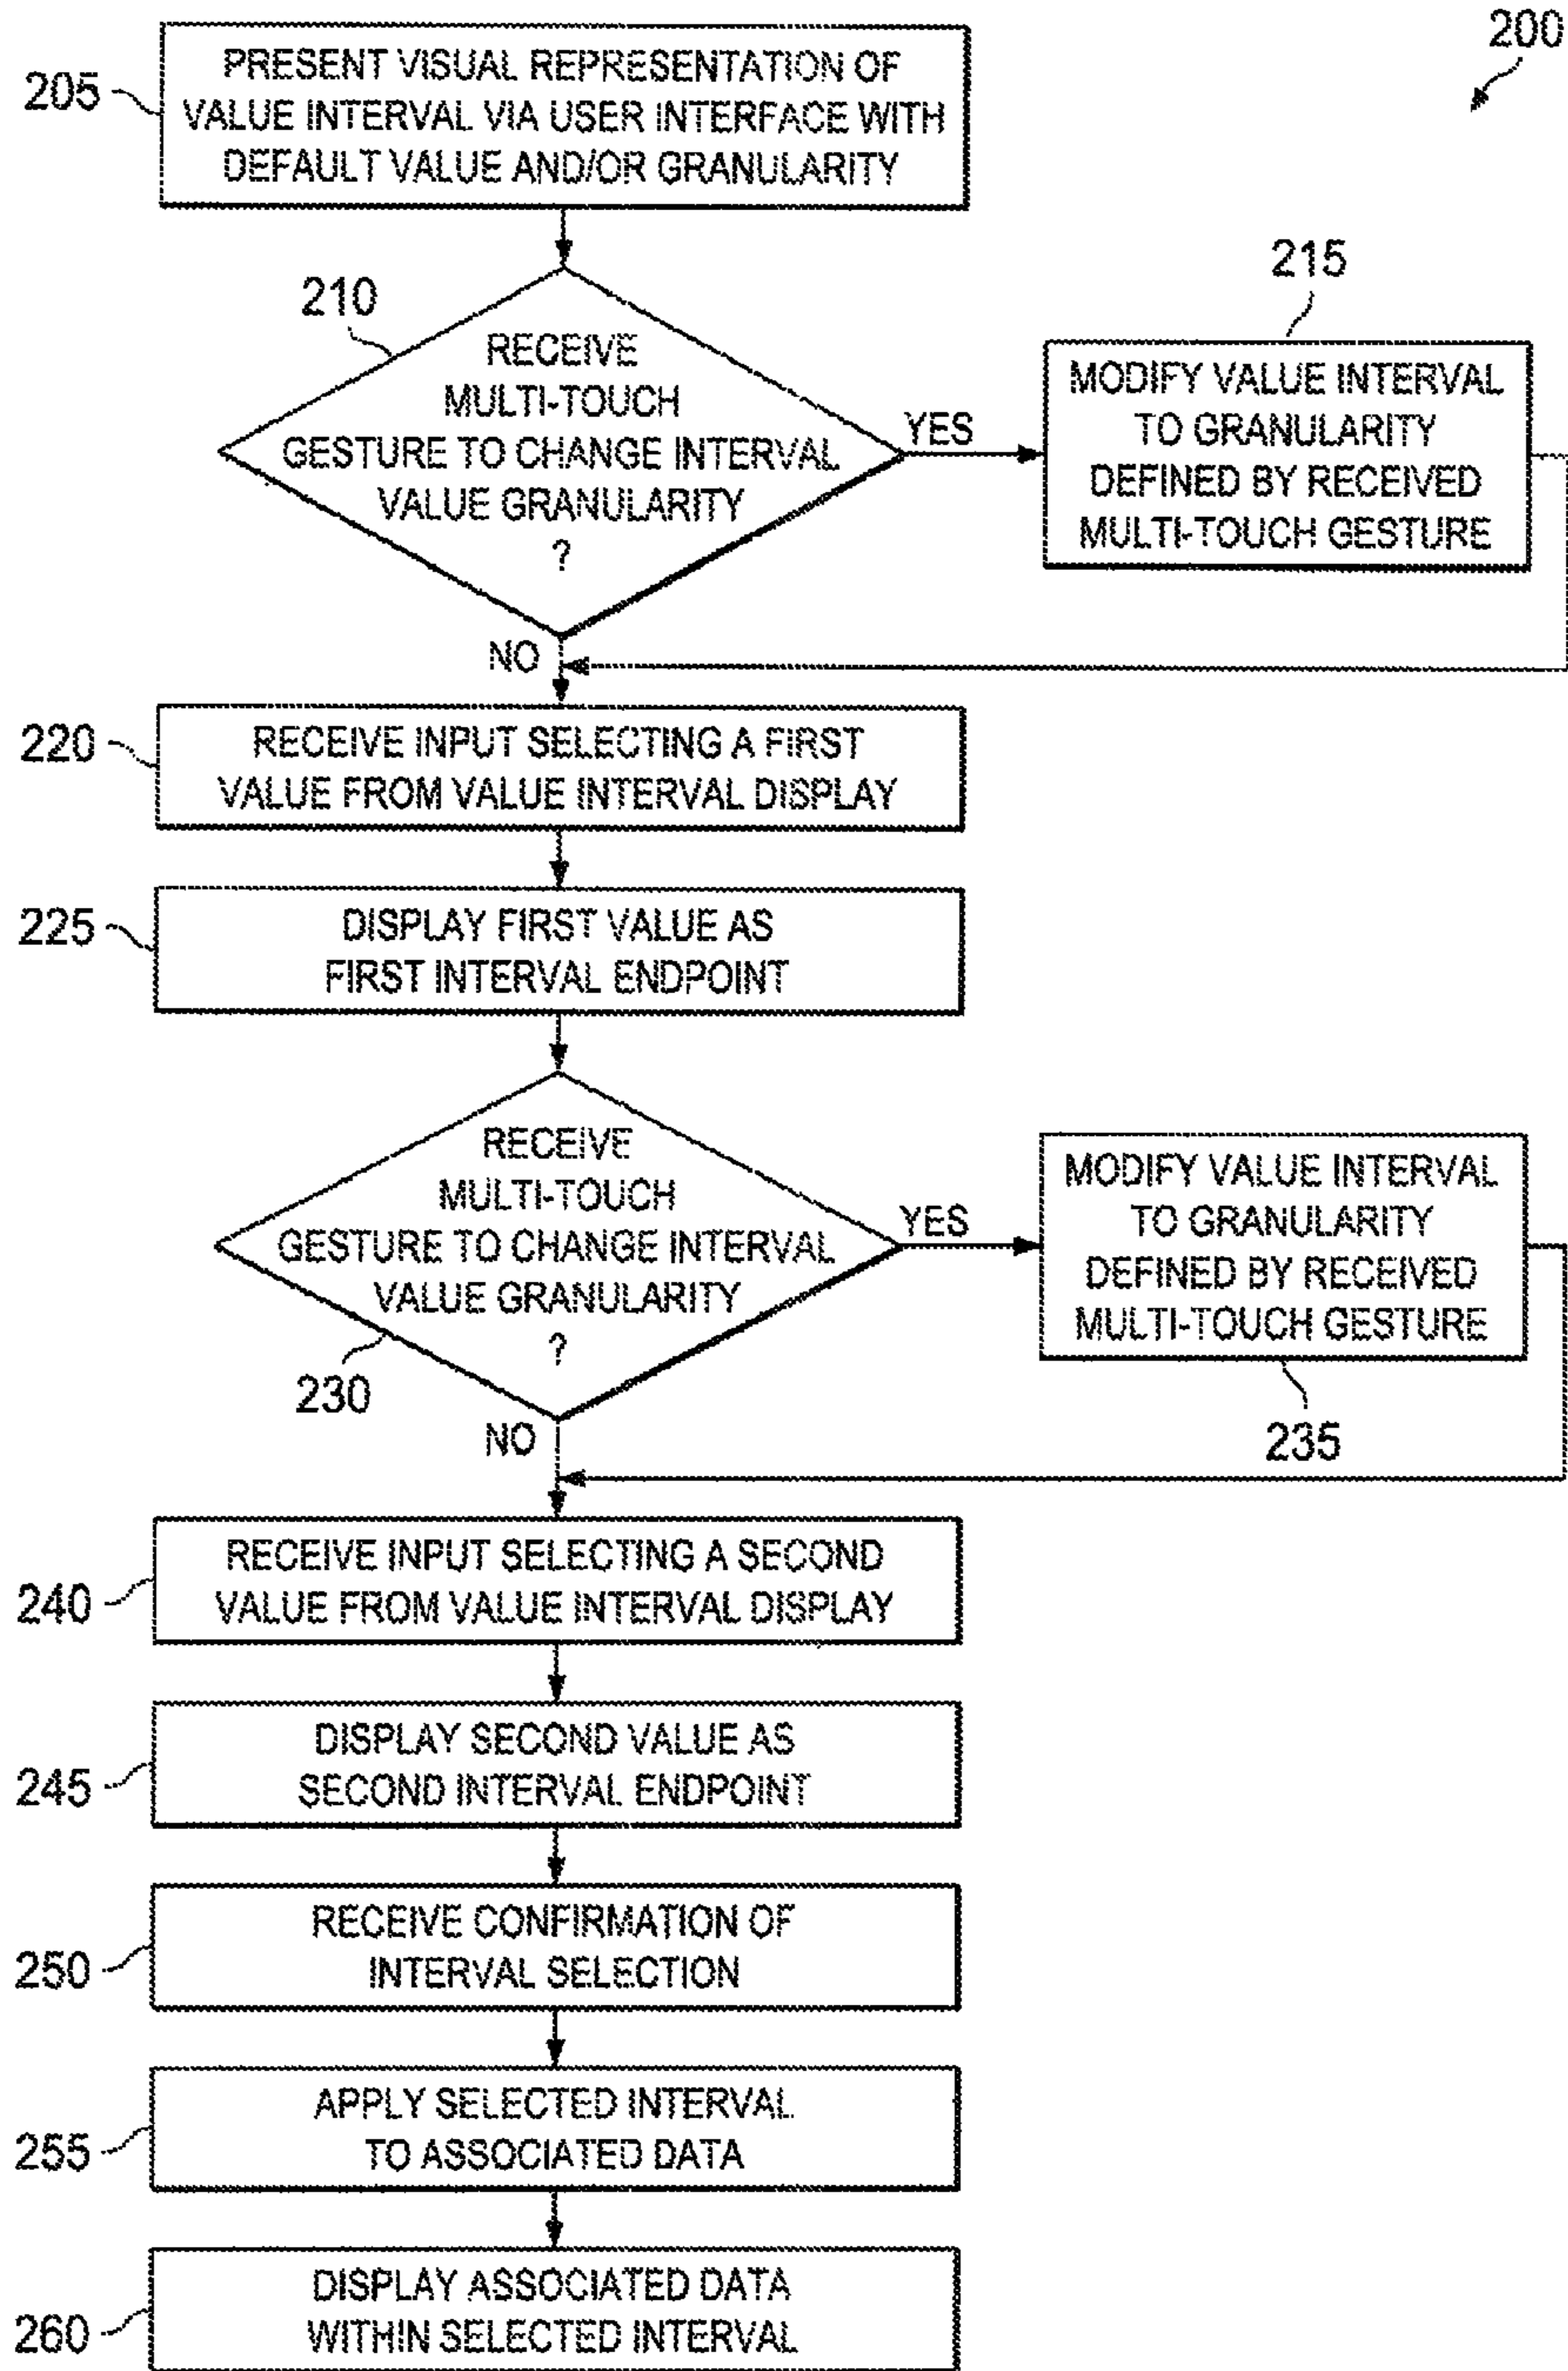 200
205
PRESENT VISUAL REPRESENTATION OF
VALUE INTERVAL VIA USER INTERFACE WITH
DEFAULT VALUE AND/OR GRANULARITY
210
RECEIVE
MULTI-TOUCH
GESTURE TO CHANGE INTERVAL
VALUE GRANULARITY
?
YES
215
MODIFY VALUE INTERVAL
TO GRANULARITY
DEFINED BY RECEIVED
MULTI-TOUCH GESTURE
NO
220
RECEIVE INPUT SELECTING A FIRST
VALUE FROM VALUE INTERVAL DISPLAY
225
DISPLAY FIRST VALUE AS
FIRST INTERVAL ENDPOINT
RECEIVE
MULTI-TOUCH
GESTURE TO CHANGE INTERVAL
VALUE GRANULARITY
?
230
YES
MODIFY VALUE INTERVAL
TO GRANULARITY
DEFINED BY RECEIVED
MULTI-TOUCH GESTURE
235
NO
240
RECEIVE INPUT SELECTING A SECOND
VALUE FROM VALUE INTERVAL DISPLAY
245
DISPLAY SECOND VALUE AS
SECOND INTERVAL ENDPOINT
250
RECEIVE CONFIRMATION OF
INTERVAL SELECTION
255
APPLY SELECTED INTERVAL
TO ASSOCIATED DATA
260
DISPLAY ASSOCIATED DATA
WITHIN SELECTED INTERVAL